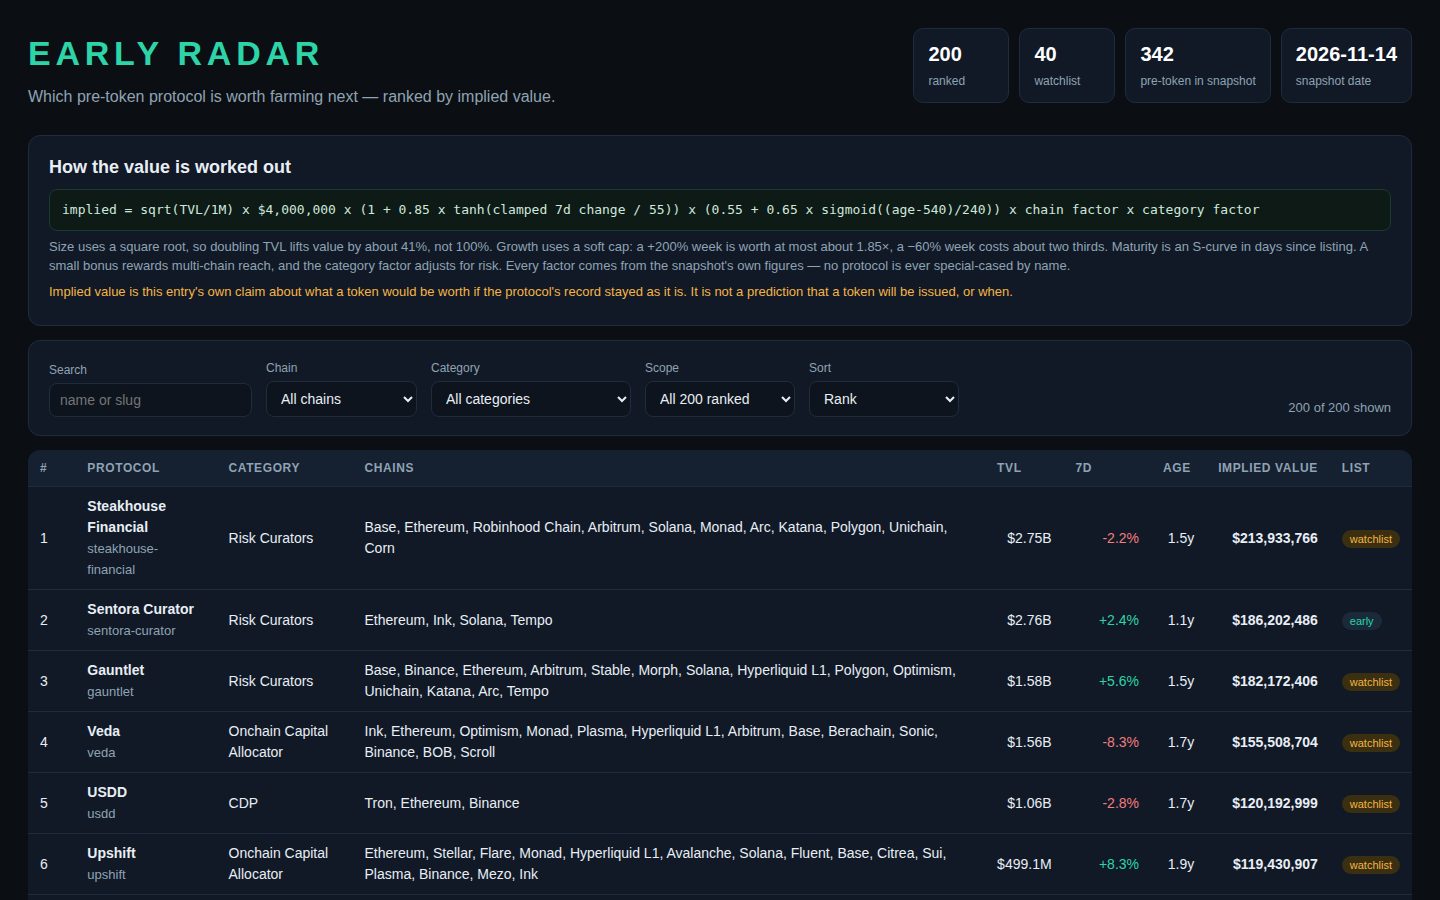 EARLY RADAR
Which pre-token protocol is worth farming next — ranked by implied value.
200
ranked
40
watchlist
342
pre-token in snapshot
2026-11-14
snapshot date
How the value is worked out
implied = sqrt(TVL/1M) x $4,000,000 x (1 + 0.85 x tanh(clamped 7d change / 55)) x (0.55 + 0.65 x sigmoid((age-540)/240)) x chain factor x category factor
Size uses a square root, so doubling TVL lifts value by about 41%, not 100%. Growth uses a soft cap: a +200% week is worth at most about 1.85×, a −60% week costs about two thirds. Maturity is an S-curve in days since listing. A
small bonus rewards multi-chain reach, and the category factor adjusts for risk. Every factor comes from the snapshot's own figures — no protocol is ever special-cased by name.
Implied value is this entry's own claim about what a token would be worth if the protocol's record stayed as it is. It is not a prediction that a token will be issued, or when.
Search
name or slug
Chain
All chains
Category
All categories
Scope
All 200 ranked
Sort
Rank
200 of 200 shown
# PROTOCOL CATEGORY CHAINS TVL 7D AGE IMPLIED VALUE LIST
1
Steakhouse
Financial
steakhouse-
financial
Risk Curators
Base, Ethereum, Robinhood Chain, Arbitrum, Solana, Monad, Arc, Katana, Polygon, Unichain,
Corn
$2.75B -2.2% 1.5y $213,933,766 watchlist
2
Sentora Curator
sentora-curator
Risk Curators
Ethereum, Ink, Solana, Tempo
$2.76B +2.4% 1.1y $186,202,486 early
3
Gauntlet
gauntlet
Risk Curators
Base, Binance, Ethereum, Arbitrum, Stable, Morph, Solana, Hyperliquid L1, Polygon, Optimism,
Unichain, Katana, Arc, Tempo
$1.58B +5.6% 1.5y $182,172,406 watchlist
4
Veda
veda
Onchain Capital
Allocator
Ink, Ethereum, Optimism, Monad, Plasma, Hyperliquid L1, Arbitrum, Base, Berachain, Sonic,
Binance, BOB, Scroll
$1.56B -8.3% 1.7y $155,508,704 watchlist
5
USDD
usdd
CDP
Tron, Ethereum, Binance
$1.06B -2.8% 1.7y $120,192,999 watchlist
6
Upshift
upshift
Onchain Capital
Allocator
Ethereum, Stellar, Flare, Monad, Hyperliquid L1, Avalanche, Solana, Fluent, Base, Citrea, Sui,
Plasma, Binance, Mezo, Ink
$499.1M +8.3% 1.9y $119,430,907 watchlist